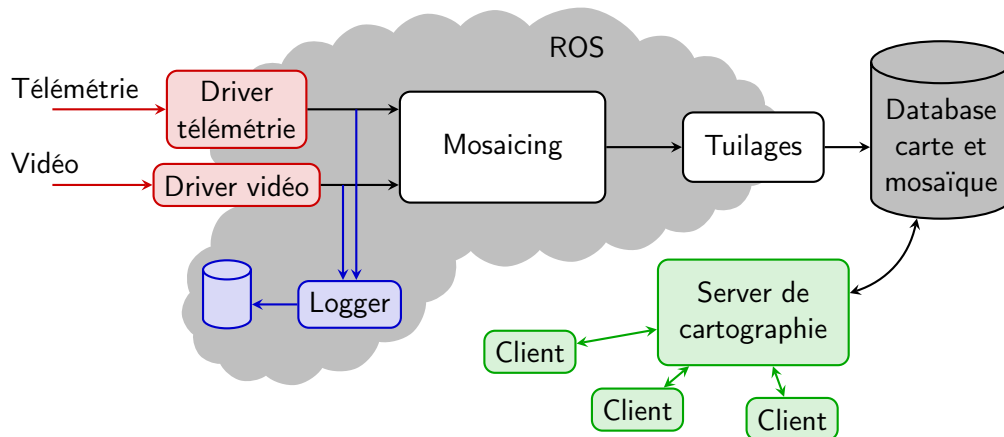 ROS
Télémétrie
Driver
télémétrie
Vidéo
Driver vidéo
Mosaicing
Tuilages
Database
carte et
mosaïque
Logger
Server de
cartographie
Client
Client
Client